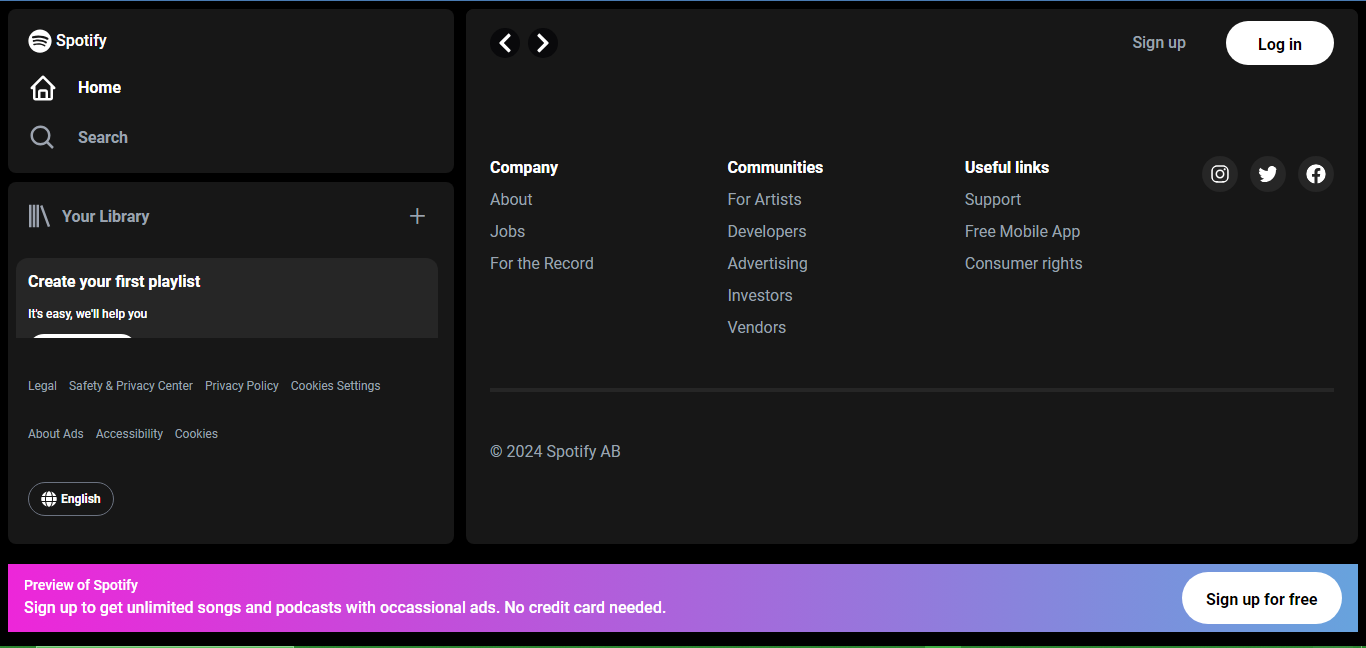 Spotify
Home
Search
Your Library
Create your first playlist
It's easy, we'll help you
Legal Safety & Privacy Center Privacy Policy Cookies Settings
About Ads Accessibility Cookies
English
Sign up Log in
Company
About
Jobs
For the Record
Communities
For Artists
Developers
Advertising
Investors
Vendors
Useful links
Support
Free Mobile App
Consumer rights
© 2024 Spotify AB
Preview of Spotify
Sign up to get unlimited songs and podcasts with occassional ads. No credit card needed.
Sign up for free